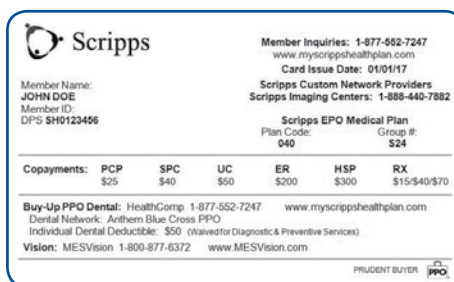 Scripps
Member Inquiries: 1-877-552-7247
www.myscrippshealthplan.com
Card Issue Date: 01/01/17
Member Name:
JOHN DOE
Member ID:
DPS SH0123456
Scripps Custom Network Providers
Scripps Imaging Centers: 1-888-440-7882
Scripps EPO Medical Plan
Plan Code: Group #:
040 S24
Copayments: PCP SPC UC ER HSP RX
$25 $40 $50 $200 $300 $15/$40/$70
Buy-Up PPO Dental: HealthComp 1-877-552-7247 www.myscrippshealthplan.com
Dental Network: Anthem Blue Cross PPO
Individual Dental Deductible: $50 (Waived for Diagnostic & Preventive Services)
Vision: MESVision 1-800-877-6372 www.MESVision.com
PRUDENT BUYER PPO